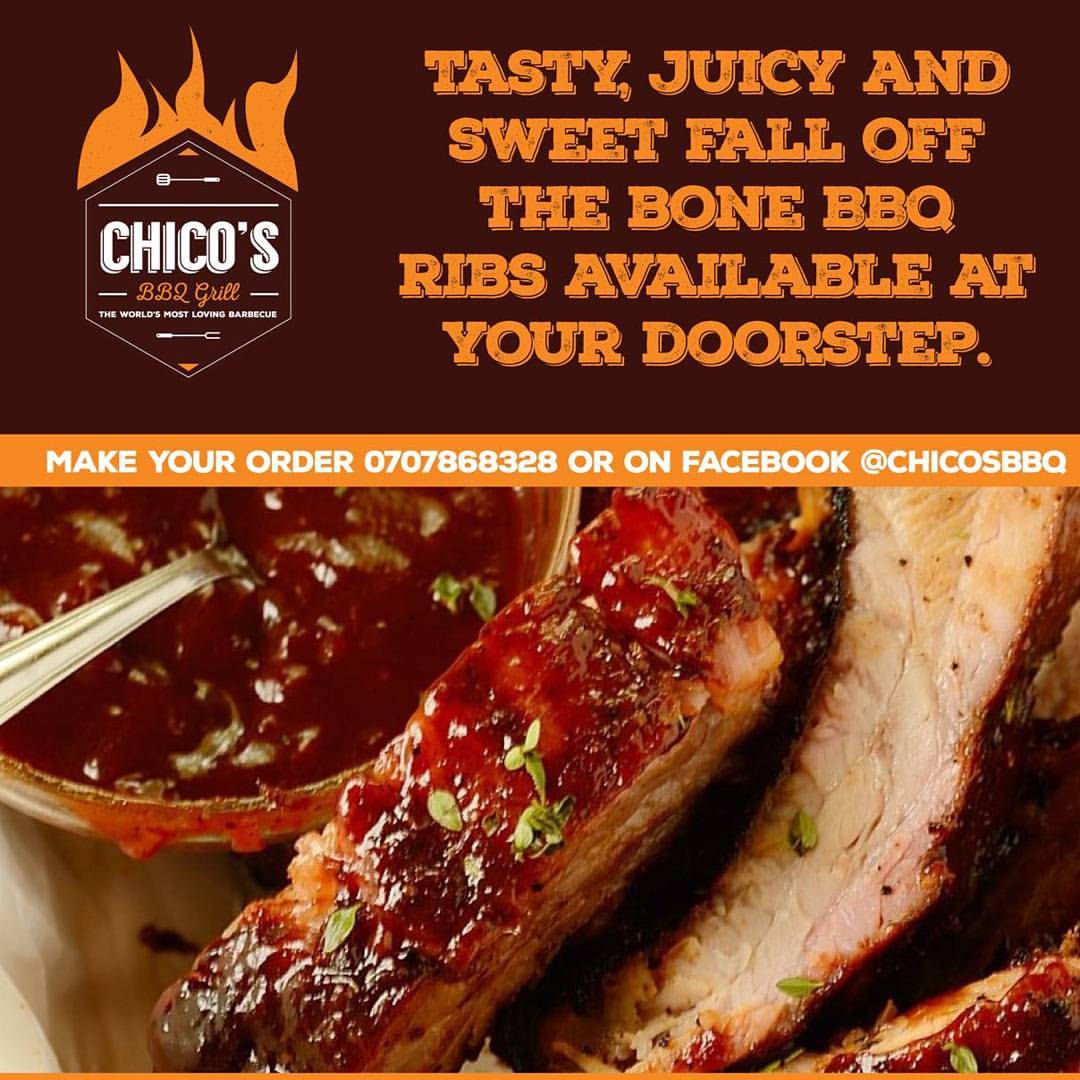 CHICO'S
BBQ Grill
THE WORLD'S MOST LOVING BARBECUE
TASTY, JUICY AND
SWEET FALL OFF
THE BONE BBQ
RIBS AVAILABLE AT
YOUR DOORSTEP.
MAKE YOUR ORDER 0707868328 OR ON FACEBOOK @CHICOSBBQ